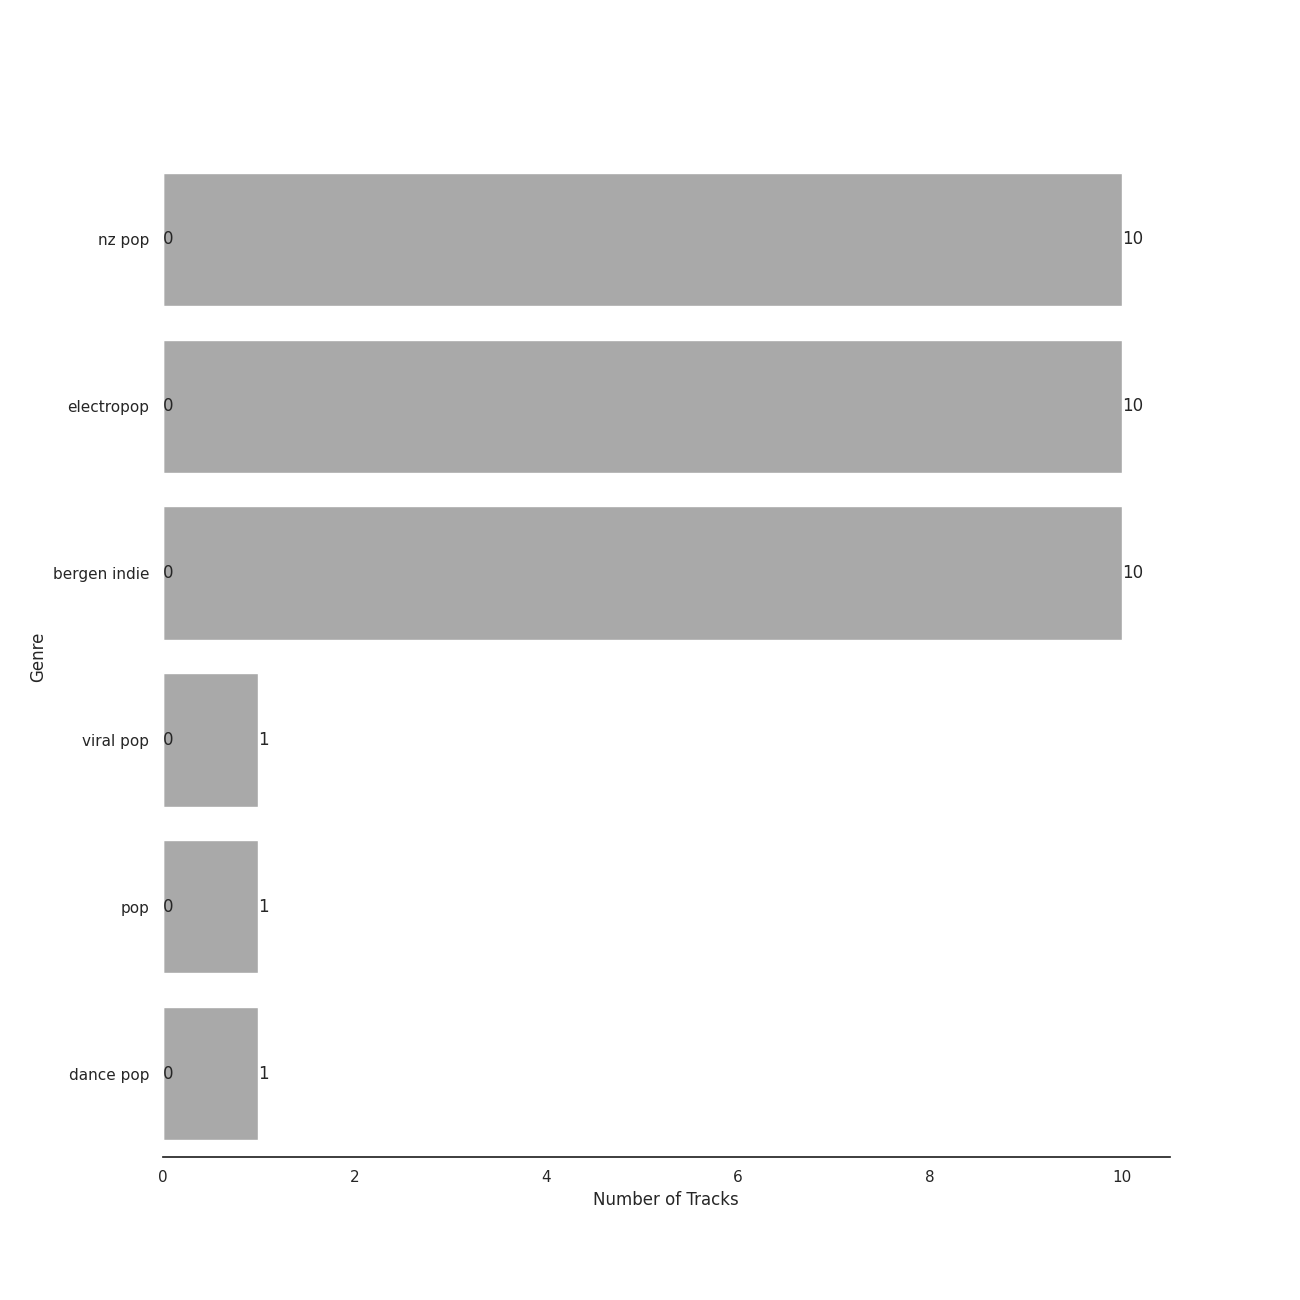 nz pop 0 10
electropop 0 10
bergen indie 0 10
Genre
viral pop 0 1
pop 0 1
dance pop 0 1
0 2 4 6 8 10
Number of Tracks